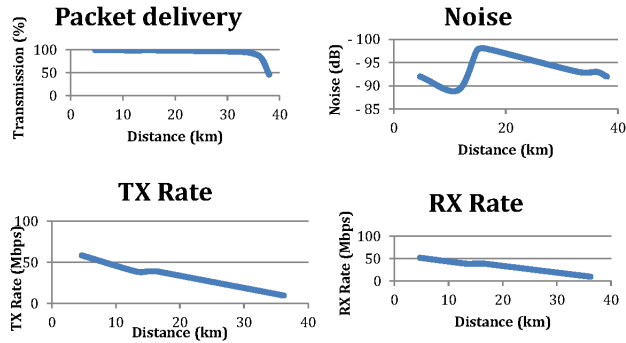 Packet delivery
Transmission (%)
100
50
0
0 10 20 30 40
Distance (km)
Noise
Noise (dB)
- 100
- 95
- 90
- 85
0 20 40
Distance (km)
TX Rate
TX Rate (Mbps)
100
50
0
0 10 20 30 40
Distance (km)
RX Rate
RX Rate (Mbps)
100
50
0
0 10 20 30 40
Distance (km)